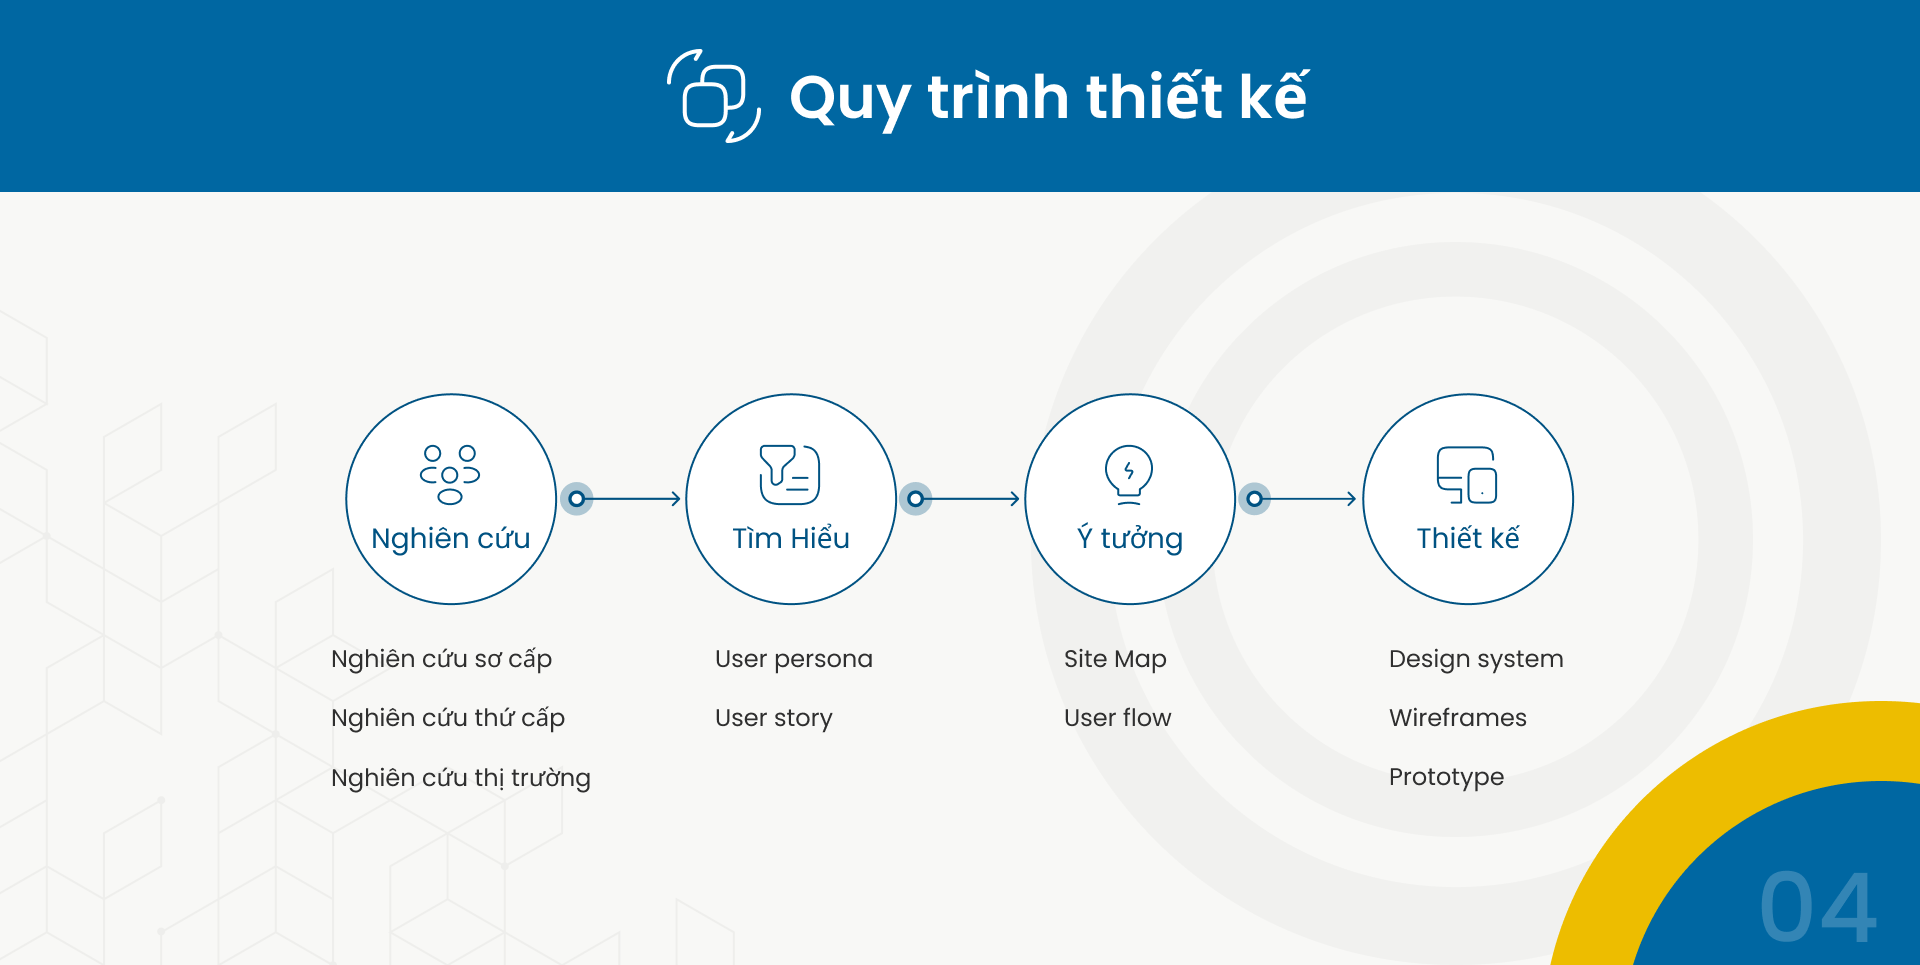 Quy trình thiết kế
Nghiên cứu
Tìm Hiểu
Ý tưởng
Thiết kế
Nghiên cứu sơ cấp
Nghiên cứu thứ cấp
Nghiên cứu thị trường
User persona
User story
Site Map
User flow
Design system
Wireframes
Prototype
04